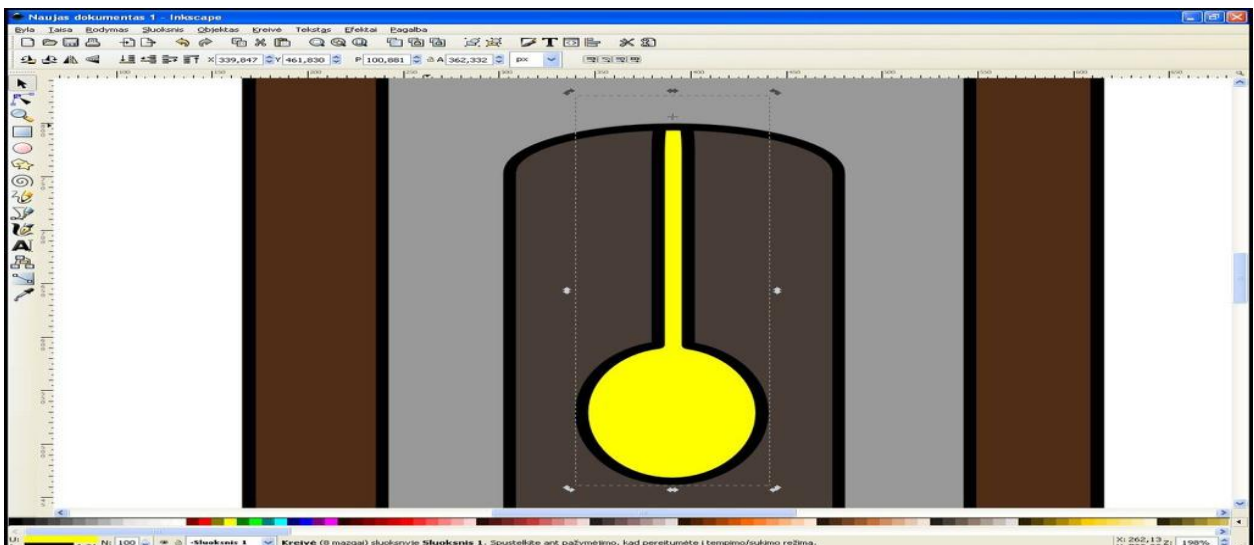 Naujas dokumentas 1 - Inkscape
Byla Taisa Rodymas Sluoksnis Objektas Kreivė Tekstas Efektai Pagalba
X 339,847 Y 461,830 P 100,881 A 362,332 px
U: N: 100 -Sluoksnis 1 Kreivė (8 mazgai) sluoksnyje Sluoksnis 1. Spustelkite ant pažymėjimo, kad pereitumėte į tempimo/sukimo režimą. X: 262,13 Z: 198%